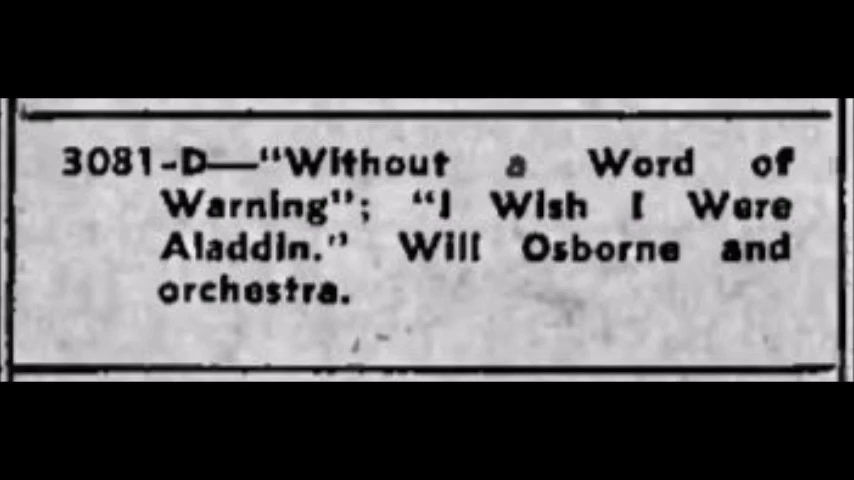 3081-D—"Without a Word of
Warning"; "I Wish I Were
Aladdin." Will Osborne and
orchestra.